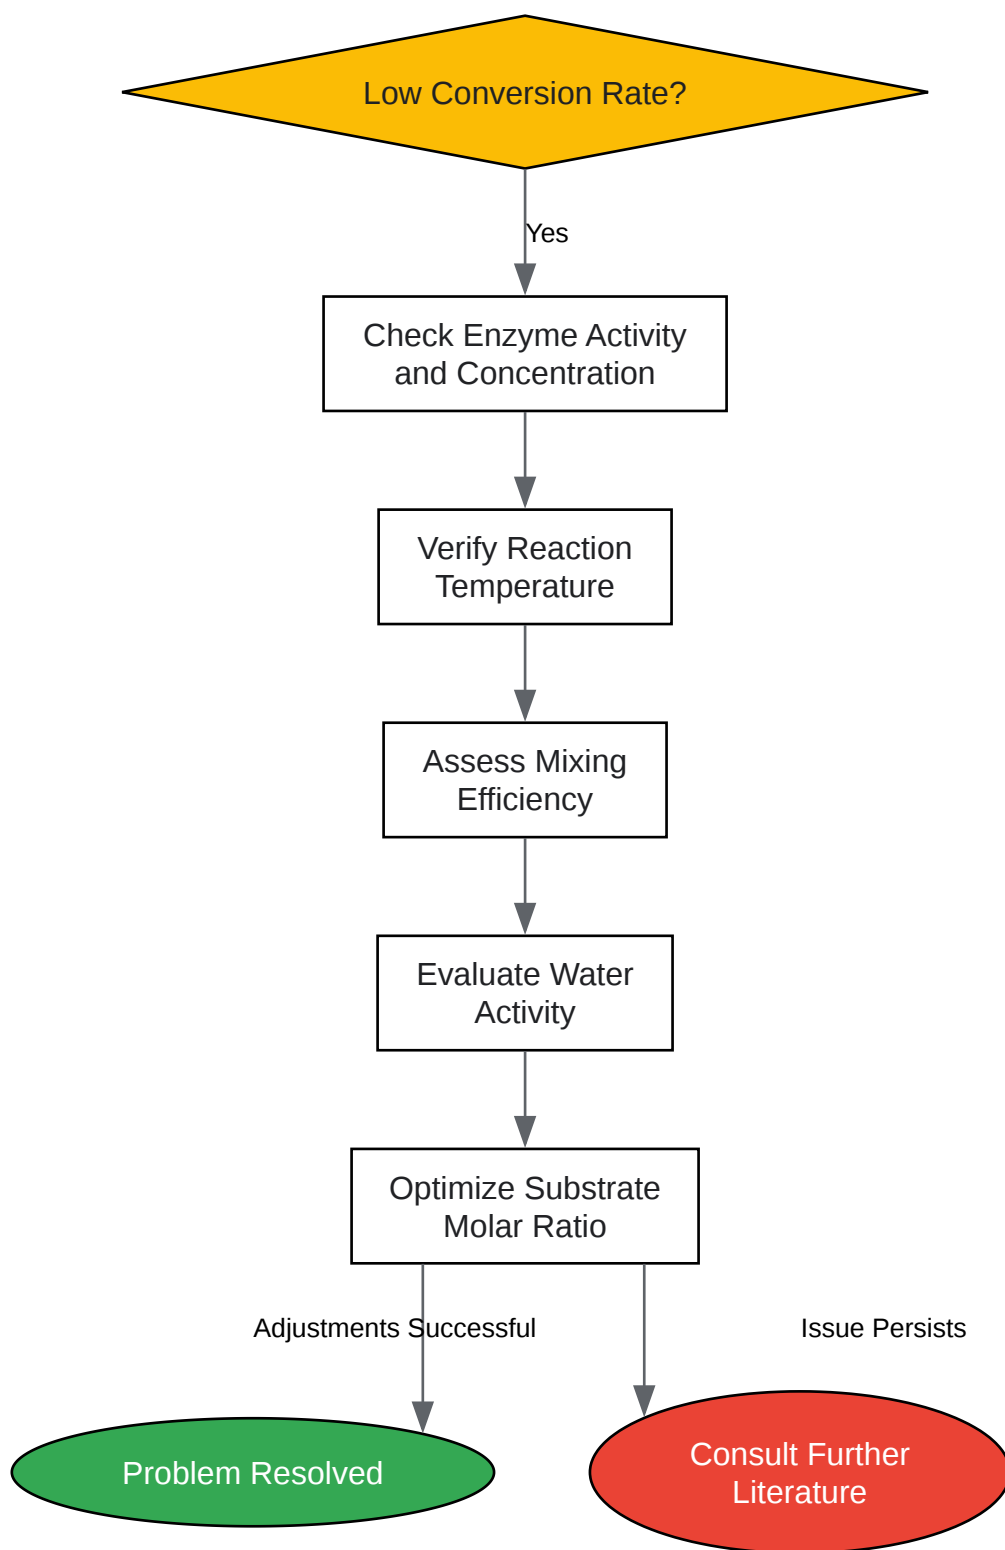 Low Conversion Rate?
Yes
Check Enzyme Activity
and Concentration
Verify Reaction
Temperature
Assess Mixing
Efficiency
Evaluate Water
Activity
Optimize Substrate
Molar Ratio
Adjustments Successful
Issue Persists
Problem Resolved
Consult Further
Literature